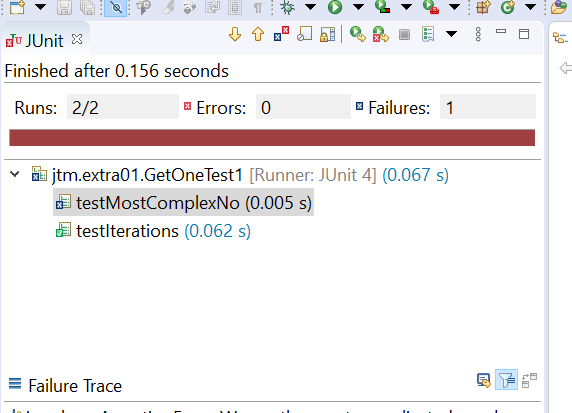 JUnit
Finished after 0.156 seconds
Runs: 2/2 Errors: 0 Failures: 1
jtm.extra01.GetOneTest1 [Runner: JUnit 4] (0.067 s)
testMostComplexNo (0.005 s)
testIterations (0.062 s)
Failure Trace